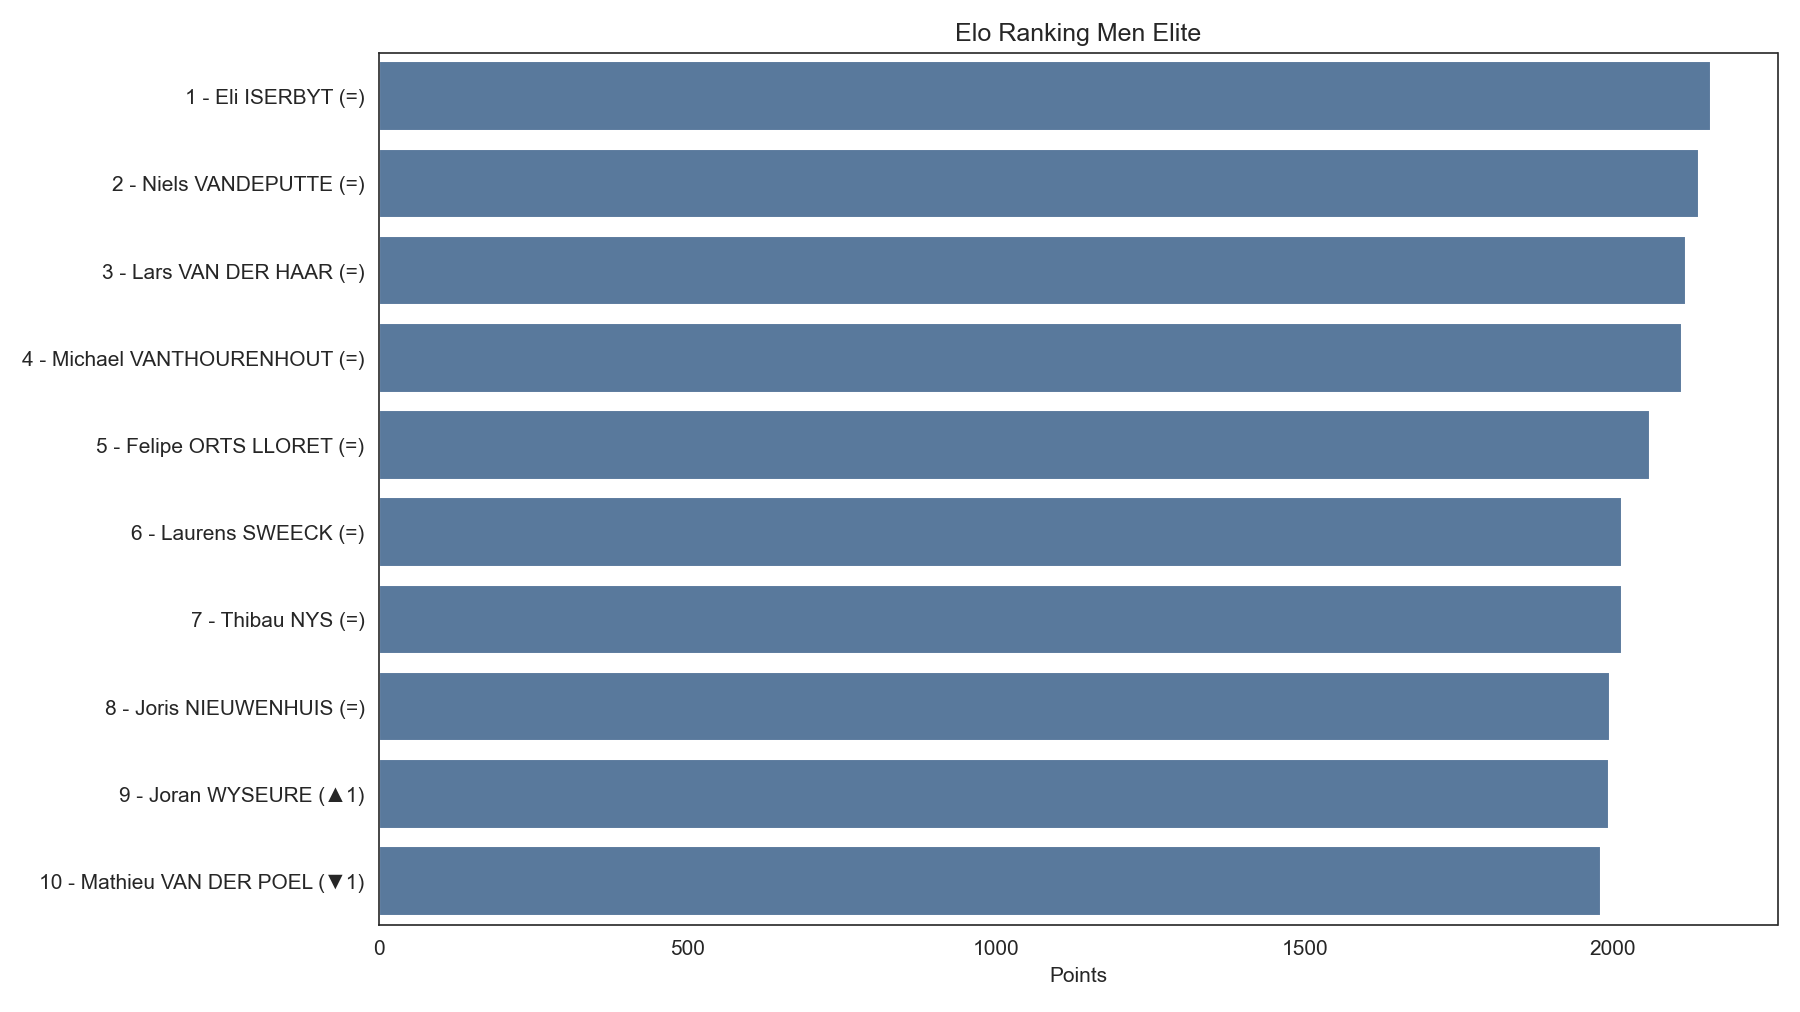 Elo Ranking Men Elite
1 - Eli ISERBYT (=)
2 - Niels VANDEPUTTE (=)
3 - Lars VAN DER HAAR (=)
4 - Michael VANTHOURENHOUT (=)
5 - Felipe ORTS LLORET (=)
6 - Laurens SWEECK (=)
7 - Thibau NYS (=)
8 - Joris NIEUWENHUIS (=)
9 - Joran WYSEURE (▲1)
10 - Mathieu VAN DER POEL (▼1)
0 500 1000 1500 2000
Points